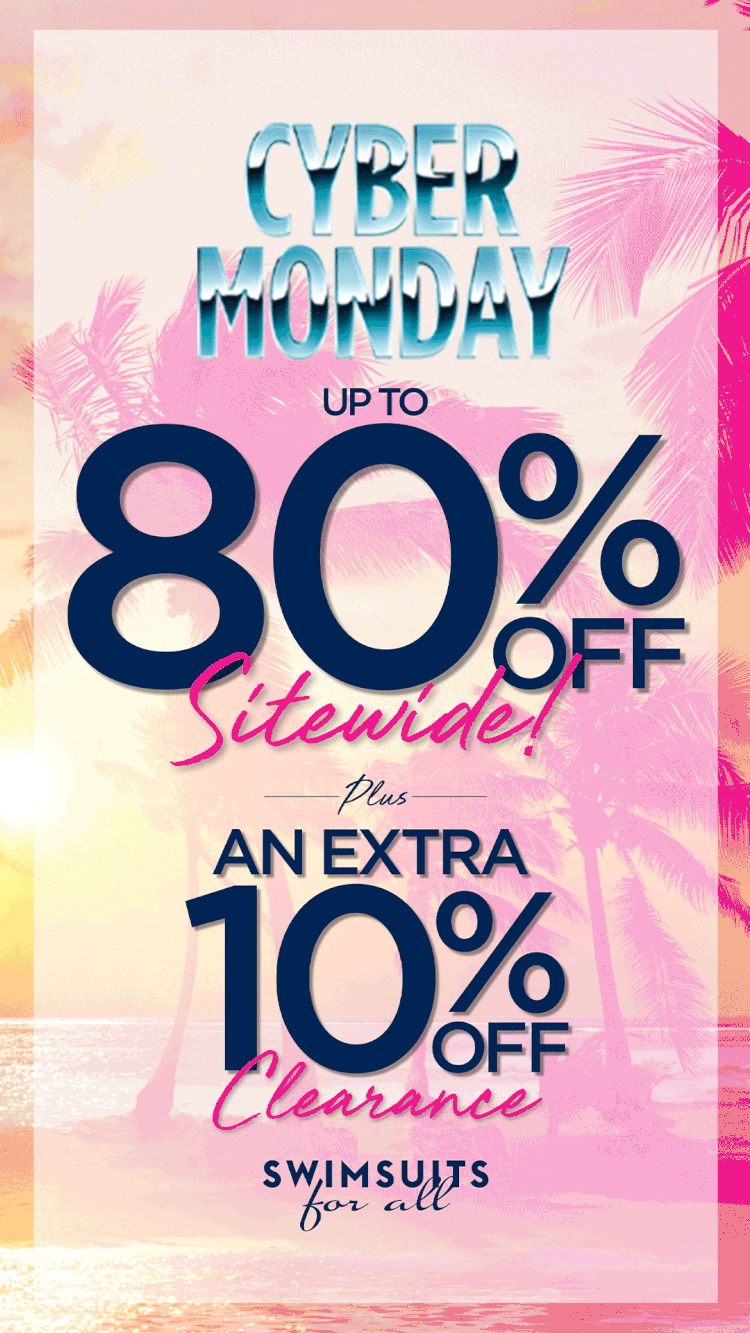 CYBER
MONDAY
UP TO
80%
OFF
Sitewide!
Plus
AN EXTRA
10%
OFF
Clearance
SWIMSUITS
for all